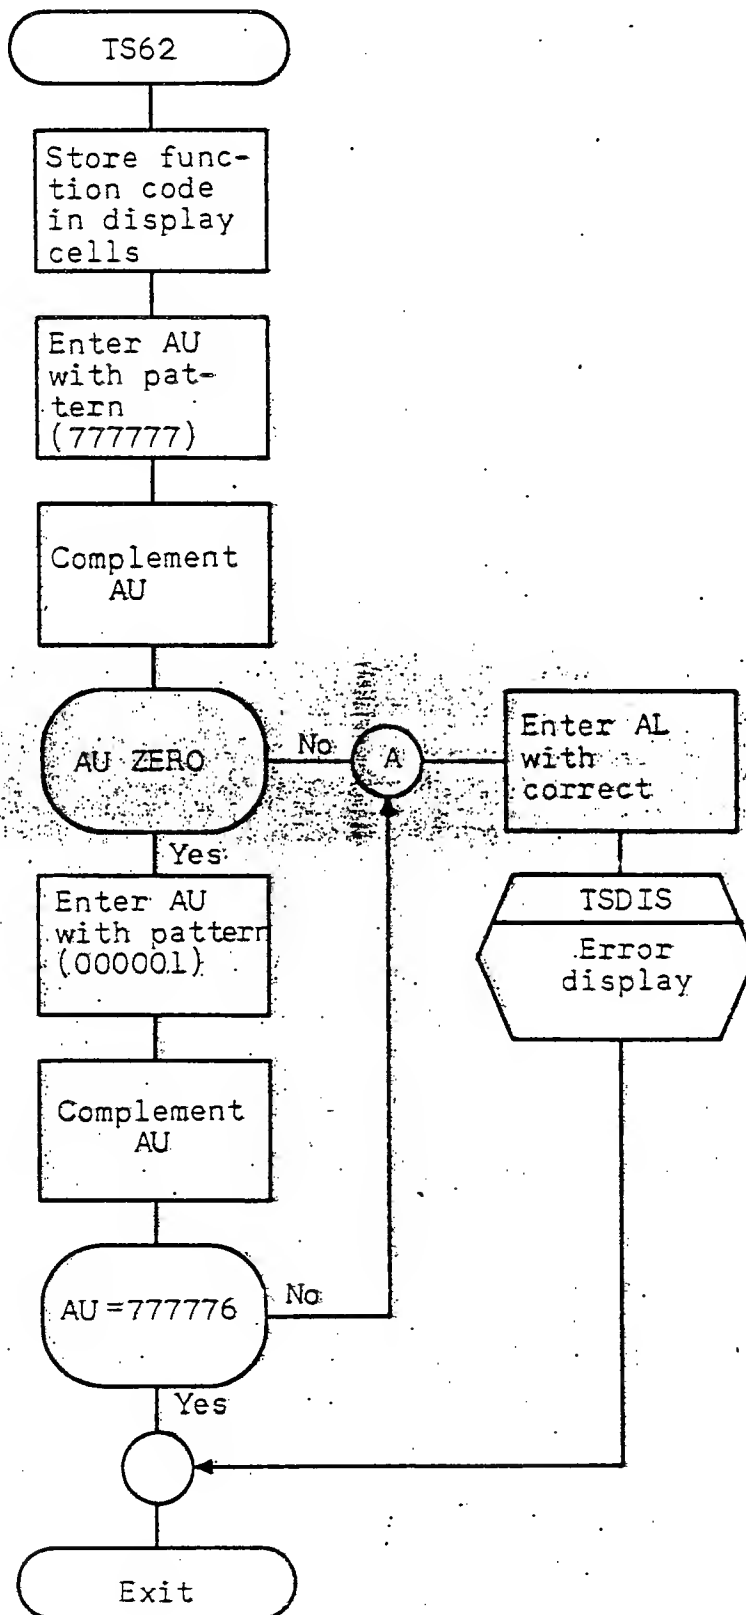 TS62
Store func-
tion code
in display
cells
Enter AU
with pat-
tern
(777777)
Complement
AU
AU ZERO
No
A
Enter AL
with
correct
Yes
TSDIS
Error
display
Enter AU
with pattern
(000001)
Complement
AU
AU=777776
No
Yes
Exit